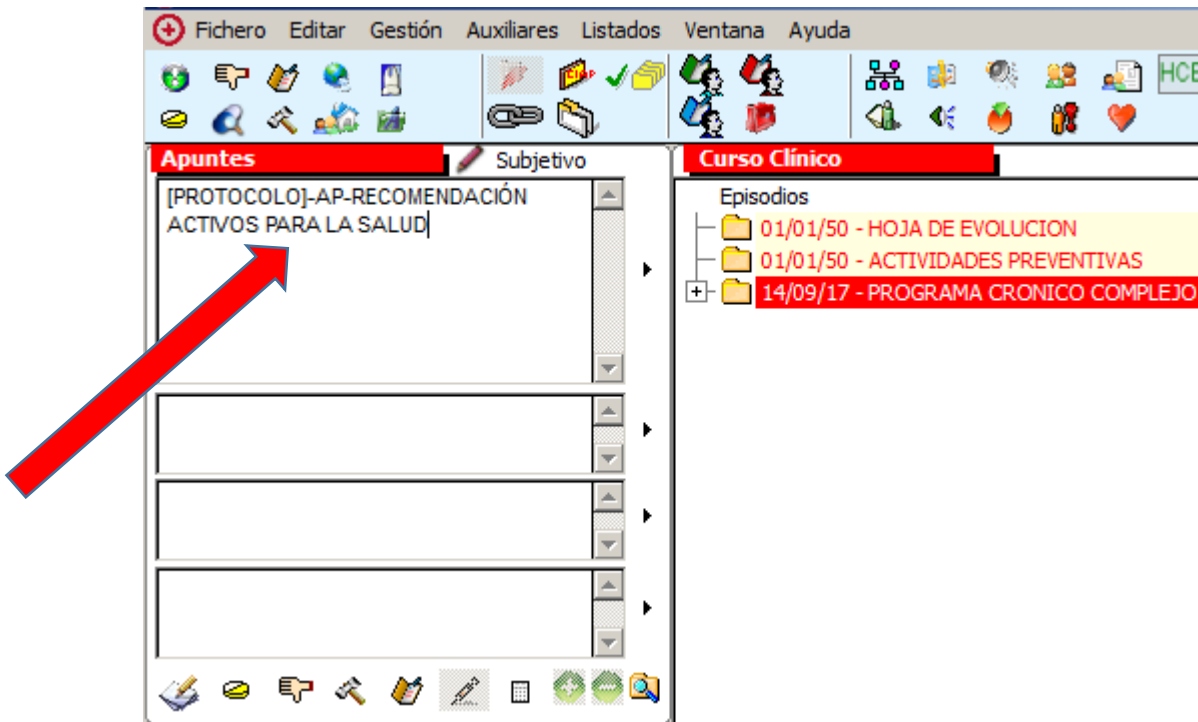 Fichero Editar Gestión Auxiliares Listados Ventana Ayuda
HCE
Apuntes
Subjetivo
[PROTOCOLO]-AP-RECOMENDACIÓN
ACTIVOS PARA LA SALUD
Curso Clínico
Episodios
01/01/50 - HOJA DE EVOLUCION
01/01/50 - ACTIVIDADES PREVENTIVAS
14/09/17 - PROGRAMA CRONICO COMPLEJO